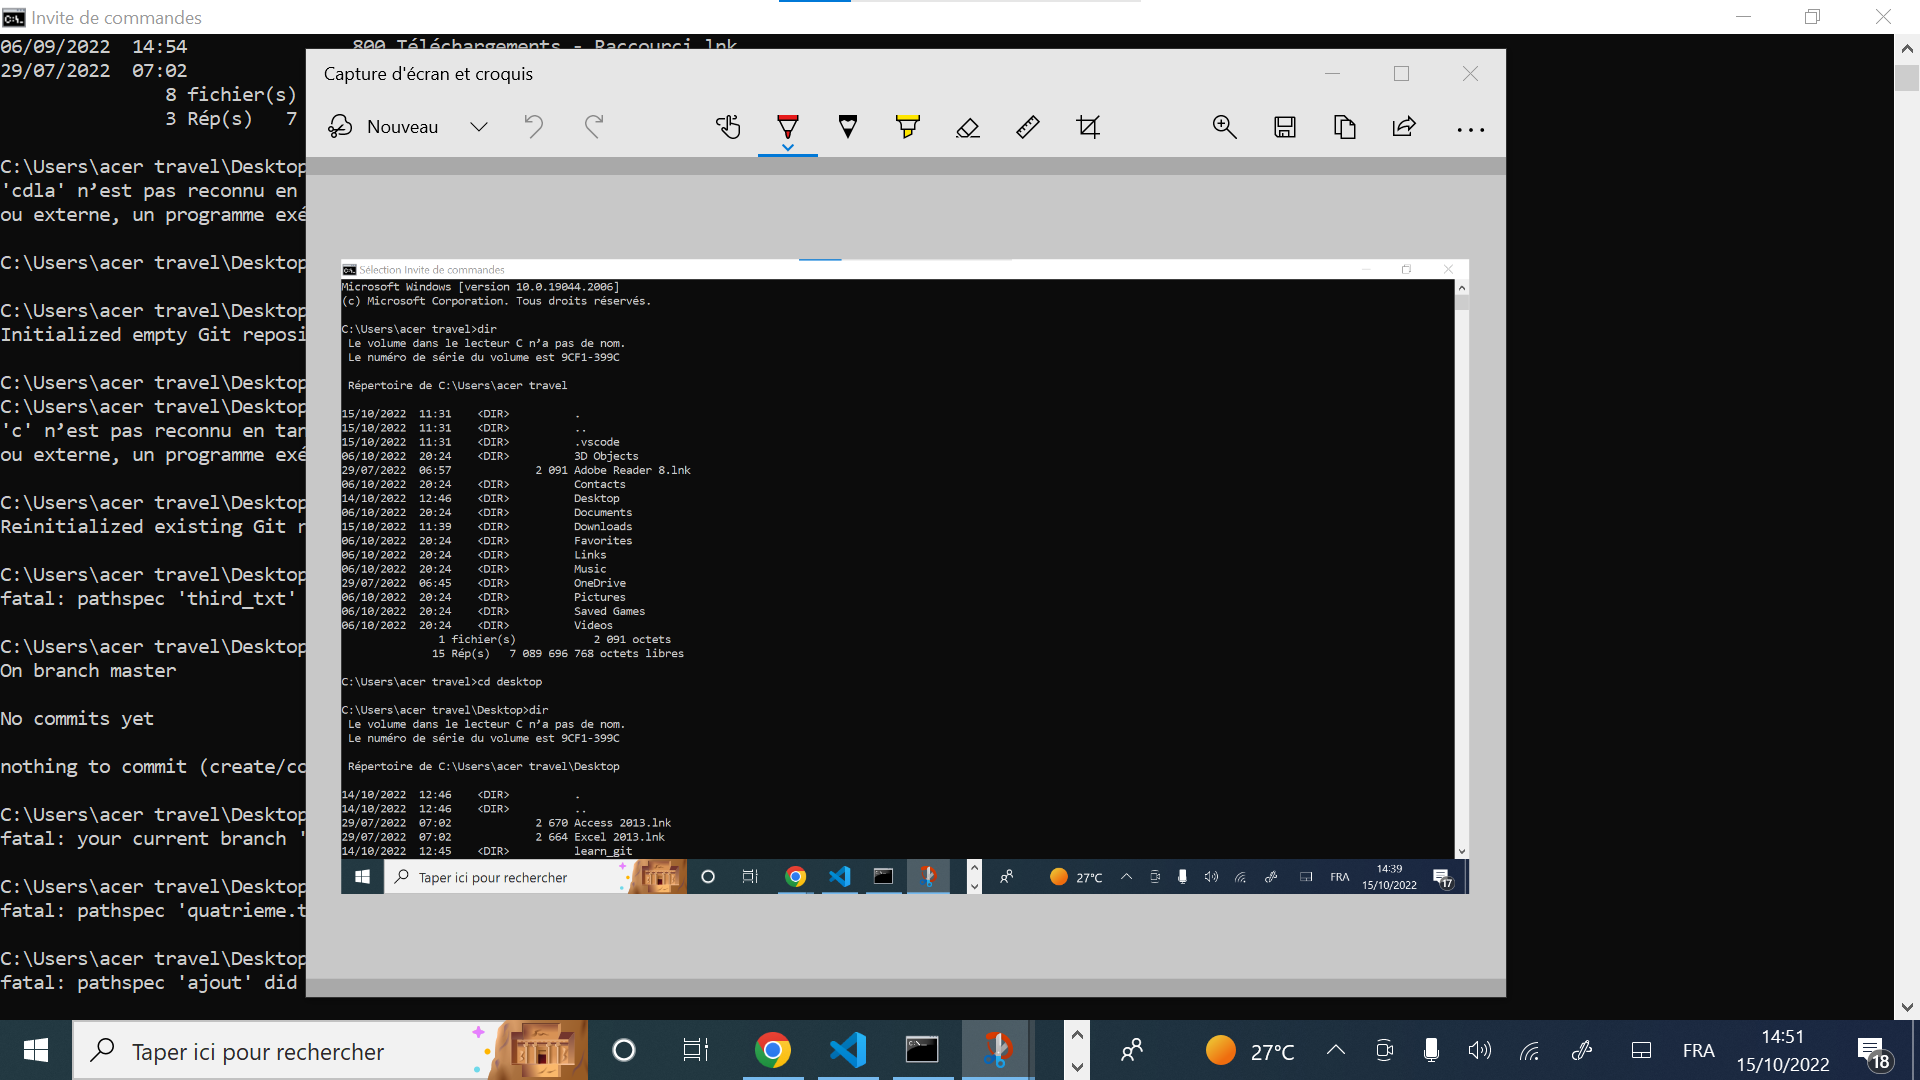 Invite de commandes
06/09/2022  14:54               800 Téléchargements - Raccourci.lnk
29/07/2022  07:02
8 fichier(s)
3 Rép(s)   7
C:\Users\acer travel\Desktop
'cdla' n’est pas reconnu en
ou externe, un programme exé
C:\Users\acer travel\Desktop
C:\Users\acer travel\Desktop
Initialized empty Git reposi
C:\Users\acer travel\Desktop
C:\Users\acer travel\Desktop
'c' n’est pas reconnu en tan
ou externe, un programme exé
C:\Users\acer travel\Desktop
Reinitialized existing Git r
C:\Users\acer travel\Desktop
fatal: pathspec 'third_txt'
C:\Users\acer travel\Desktop
On branch master
No commits yet
nothing to commit (create/co
C:\Users\acer travel\Desktop
fatal: your current branch '
C:\Users\acer travel\Desktop
fatal: pathspec 'quatrieme.t
C:\Users\acer travel\Desktop
fatal: pathspec 'ajout' did
Capture d'écran et croquis
Nouveau
Sélection Invite de commandes
Microsoft Windows [version 10.0.19044.2006]
(c) Microsoft Corporation. Tous droits réservés.
C:\Users\acer travel>dir
Le volume dans le lecteur C n’a pas de nom.
Le numéro de série du volume est 9CF1-399C
Répertoire de C:\Users\acer travel
15/10/2022  11:31    <DIR>          .
15/10/2022  11:31    <DIR>          ..
15/10/2022  11:31    <DIR>          .vscode
06/10/2022  20:24    <DIR>          3D Objects
29/07/2022  06:57             2 091 Adobe Reader 8.lnk
06/10/2022  20:24    <DIR>          Contacts
14/10/2022  12:46    <DIR>          Desktop
06/10/2022  20:24    <DIR>          Documents
15/10/2022  11:39    <DIR>          Downloads
06/10/2022  20:24    <DIR>          Favorites
06/10/2022  20:24    <DIR>          Links
06/10/2022  20:24    <DIR>          Music
29/07/2022  06:45    <DIR>          OneDrive
06/10/2022  20:24    <DIR>          Pictures
06/10/2022  20:24    <DIR>          Saved Games
06/10/2022  20:24    <DIR>          Videos
1 fichier(s)            2 091 octets
15 Rép(s)   7 089 696 768 octets libres
C:\Users\acer travel>cd desktop
C:\Users\acer travel\Desktop>dir
Le volume dans le lecteur C n’a pas de nom.
Le numéro de série du volume est 9CF1-399C
Répertoire de C:\Users\acer travel\Desktop
14/10/2022  12:46    <DIR>          .
14/10/2022  12:46    <DIR>          ..
29/07/2022  07:02             2 670 Access 2013.lnk
29/07/2022  07:02             2 664 Excel 2013.lnk
14/10/2022  12:45    <DIR>          learn_git
Taper ici pour rechercher
27°C
FRA
14:39
15/10/2022
17
Taper ici pour rechercher
27°C
FRA
14:51
15/10/2022
18